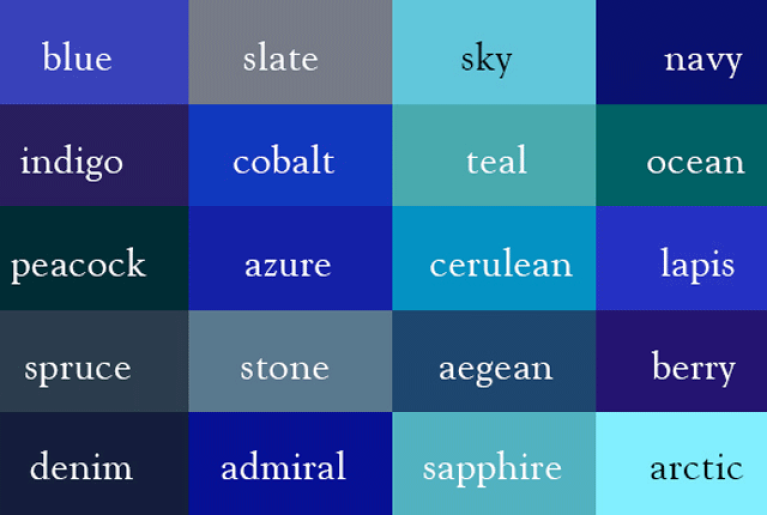 blue slate sky navy
indigo cobalt teal ocean
peacock azure cerulean lapis
spruce stone aegean berry
denim admiral sapphire arctic